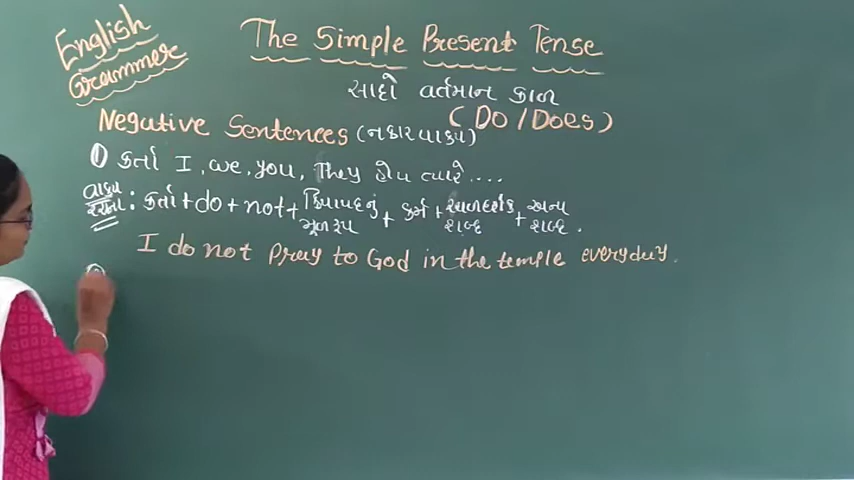 English Grammer
The Simple Present Tense
સાદો વર્તમાન કાળ
Negative Sentences (નકાર વાક્ય) (Do/Does)
① કર્તા I, we, you, They હોય ત્યારે....
વાક્ય રચના : કર્તા + do + not + ક્રિયાપદનું મૂળરૂપ + કર્મ + સ્થળદર્શક શબ્દ + અન્ય શબ્દ.
I do not pray to God in the temple everyday.